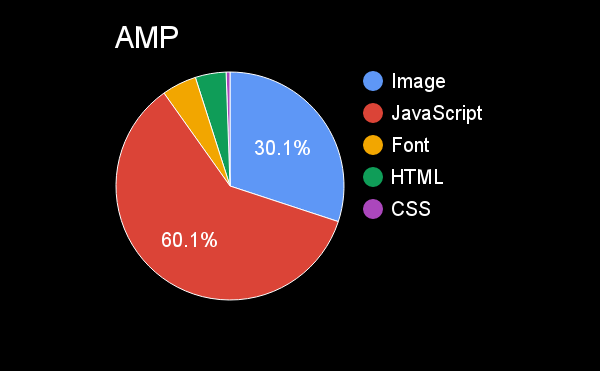 AMP
Image
JavaScript
Font
HTML
CSS
30.1%
60.1%